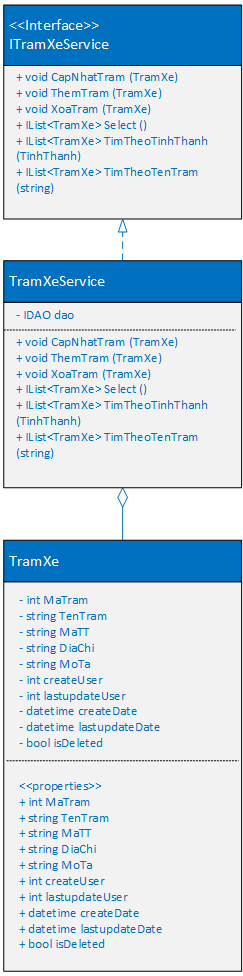 <<Interface>>
ITramXeService
+ void CapNhatTram (TramXe)
+ void ThemTram (TramXe)
+ void XoaTram (TramXe)
+ IList<TramXe> Select ()
+ IList<TramXe> TimTheoTinhThanh
(TinhThanh)
+ IList<TramXe> TimTheoTenTram
(string)
TramXeService
- IDAO dao
+ void CapNhatTram (TramXe)
+ void ThemTram (TramXe)
+ void XoaTram (TramXe)
+ IList<TramXe> Select ()
+ IList<TramXe> TimTheoTinhThanh
(TinhThanh)
+ IList<TramXe> TimTheoTenTram
(string)
TramXe
- int MaTram
- string TenTram
- string MaTT
- string DiaChi
- string MoTa
- int createUser
- int lastupdateUser
- datetime createDate
- datetime lastupdateDate
- bool isDeleted
<<properties>>
+ int MaTram
+ string TenTram
+ string MaTT
+ string DiaChi
+ string MoTa
+ int createUser
+ int lastupdateUser
+ datetime createDate
+ datetime lastupdateDate
+ bool isDeleted